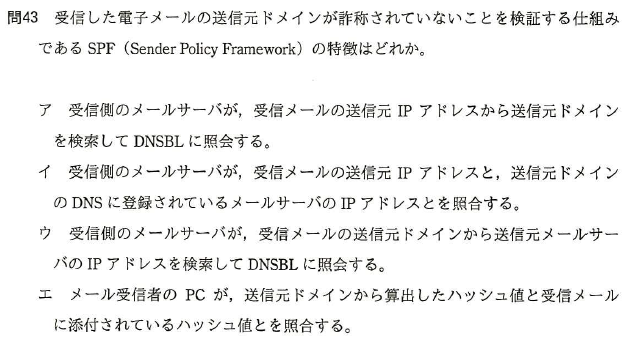 問43 受信した電子メールの送信元ドメインが詐称されていないことを検証する仕組み
である SPF（Sender Policy Framework）の特徴はどれか。
ア 受信側のメールサーバが，受信メールの送信元 IP アドレスから送信元ドメイン
を検索して DNSBL に照会する。
イ 受信側のメールサーバが，受信メールの送信元 IP アドレスと，送信元ドメイン
の DNS に登録されているメールサーバの IP アドレスとを照合する。
ウ 受信側のメールサーバが，受信メールの送信元ドメインから送信元メールサー
バの IP アドレスを検索して DNSBL に照会する。
エ メール受信者の PC が，送信元ドメインから算出したハッシュ値と受信メール
に添付されているハッシュ値とを照合する。